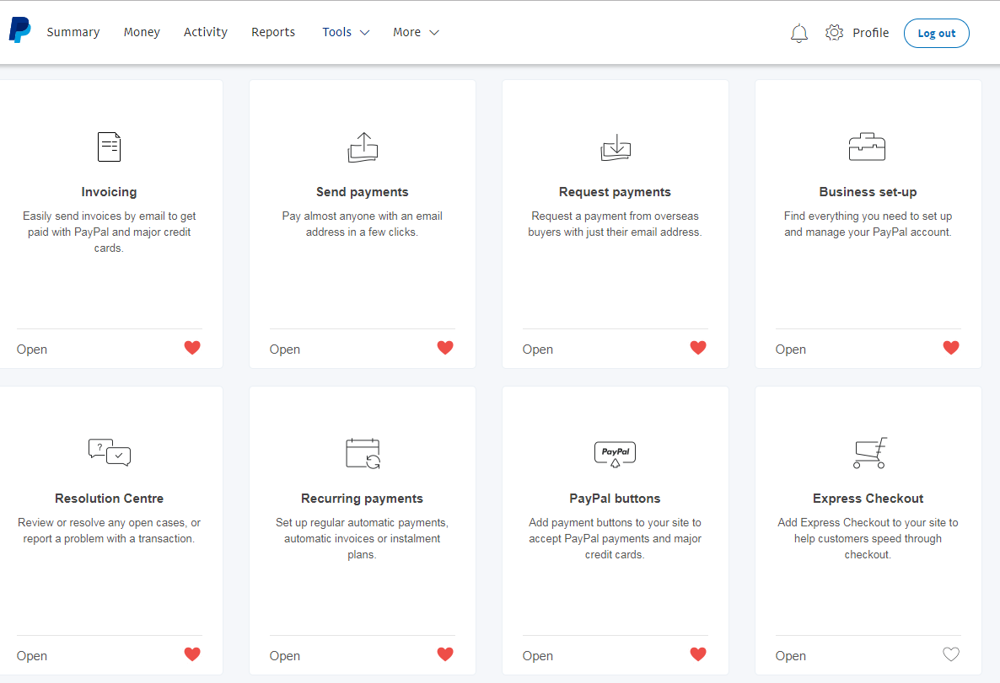 Summary Money Activity Reports Tools More Profile Log out
Invoicing
Easily send invoices by email to get
paid with PayPal and major credit
cards.
Open
Send payments
Pay almost anyone with an email
address in a few clicks.
Open
Request payments
Request a payment from overseas
buyers with just their email address.
Open
Business set-up
Find everything you need to set up
and manage your PayPal account.
Open
?
Resolution Centre
Review or resolve any open cases, or
report a problem with a transaction.
Open
Recurring payments
Set up regular automatic payments,
automatic invoices or instalment
plans.
Open
PayPal
PayPal buttons
Add payment buttons to your site to
accept PayPal payments and major
credit cards.
Open
Express Checkout
Add Express Checkout to your site to
help customers speed through
checkout.
Open